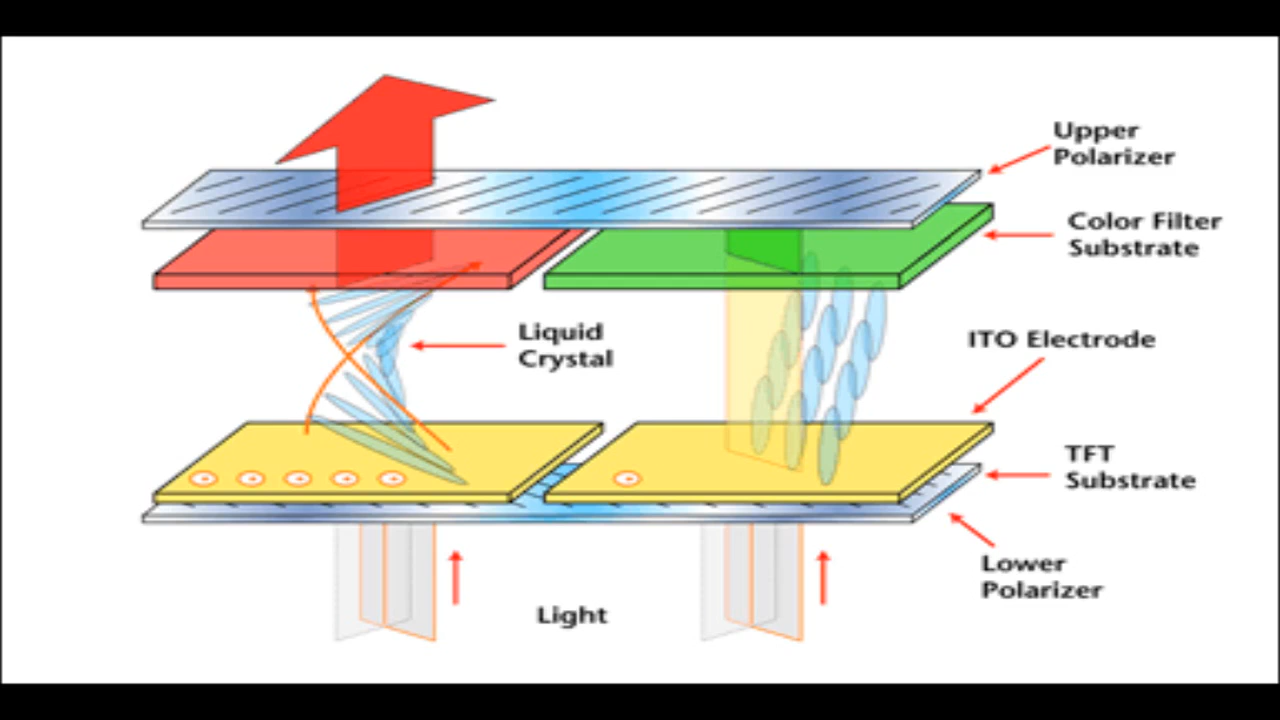 Upper
Polarizer
Color Filter
Substrate
Liquid
Crystal
ITO Electrode
TFT
Substrate
Lower
Polarizer
Light